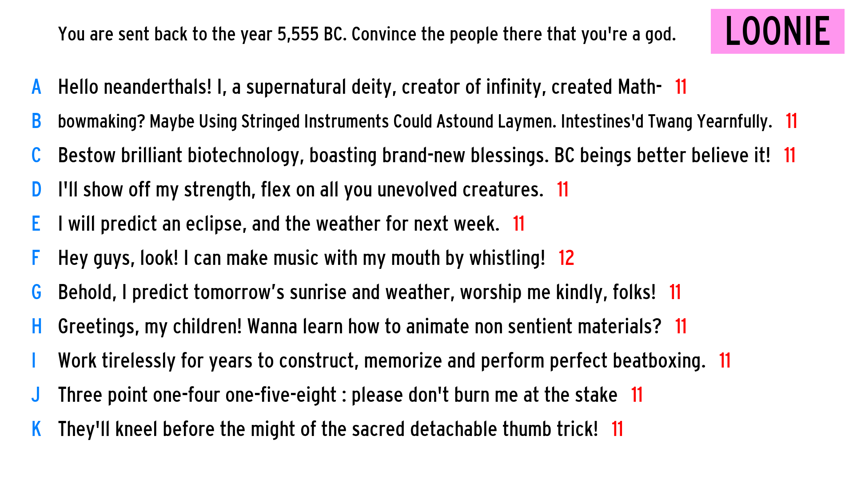 You are sent back to the year 5,555 BC. Convince the people there that you're a god.
LOONIE
A Hello neanderthals! I, a supernatural deity, creator of infinity, created Math- 11
B bowmaking? Maybe Using Stringed Instruments Could Astound Laymen. Intestines'd Twang Yearnfully. 11
C Bestow brilliant biotechnology, boasting brand-new blessings. BC beings better believe it! 11
D I'll show off my strength, flex on all you unevolved creatures. 11
E I will predict an eclipse, and the weather for next week. 11
F Hey guys, look! I can make music with my mouth by whistling! 12
G Behold, I predict tomorrow’s sunrise and weather, worship me kindly, folks! 11
H Greetings, my children! Wanna learn how to animate non sentient materials? 11
I Work tirelessly for years to construct, memorize and perform perfect beatboxing. 11
J Three point one-four one-five-eight : please don't burn me at the stake 11
K They'll kneel before the might of the sacred detachable thumb trick! 11